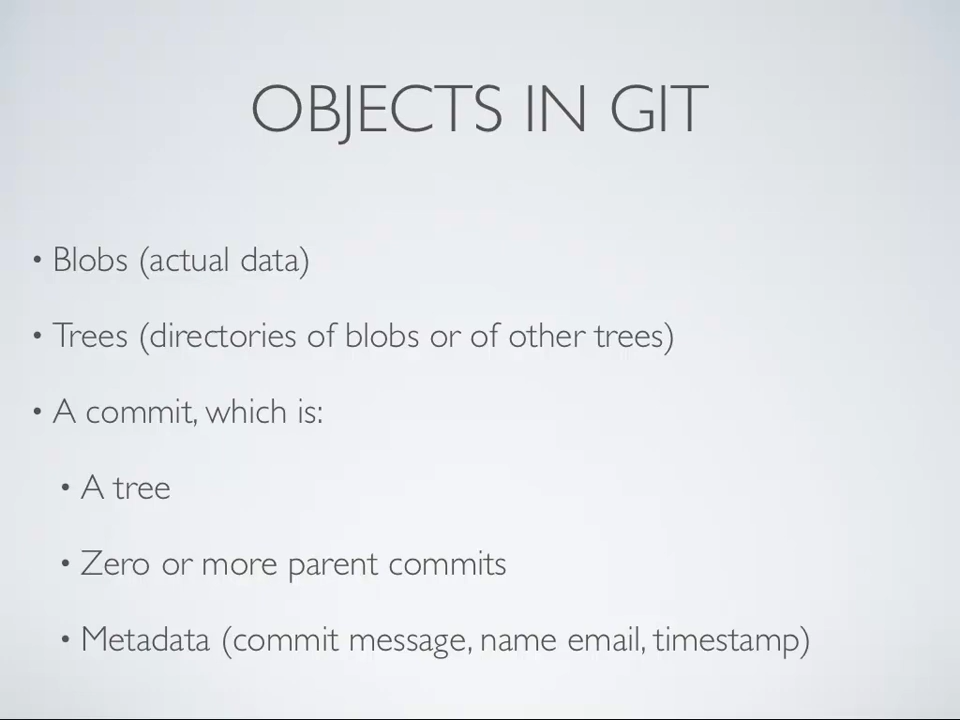 OBJECTS IN GIT
• Blobs (actual data)
• Trees (directories of blobs or of other trees)
• A commit, which is:
• A tree
• Zero or more parent commits
• Metadata (commit message, name email, timestamp)